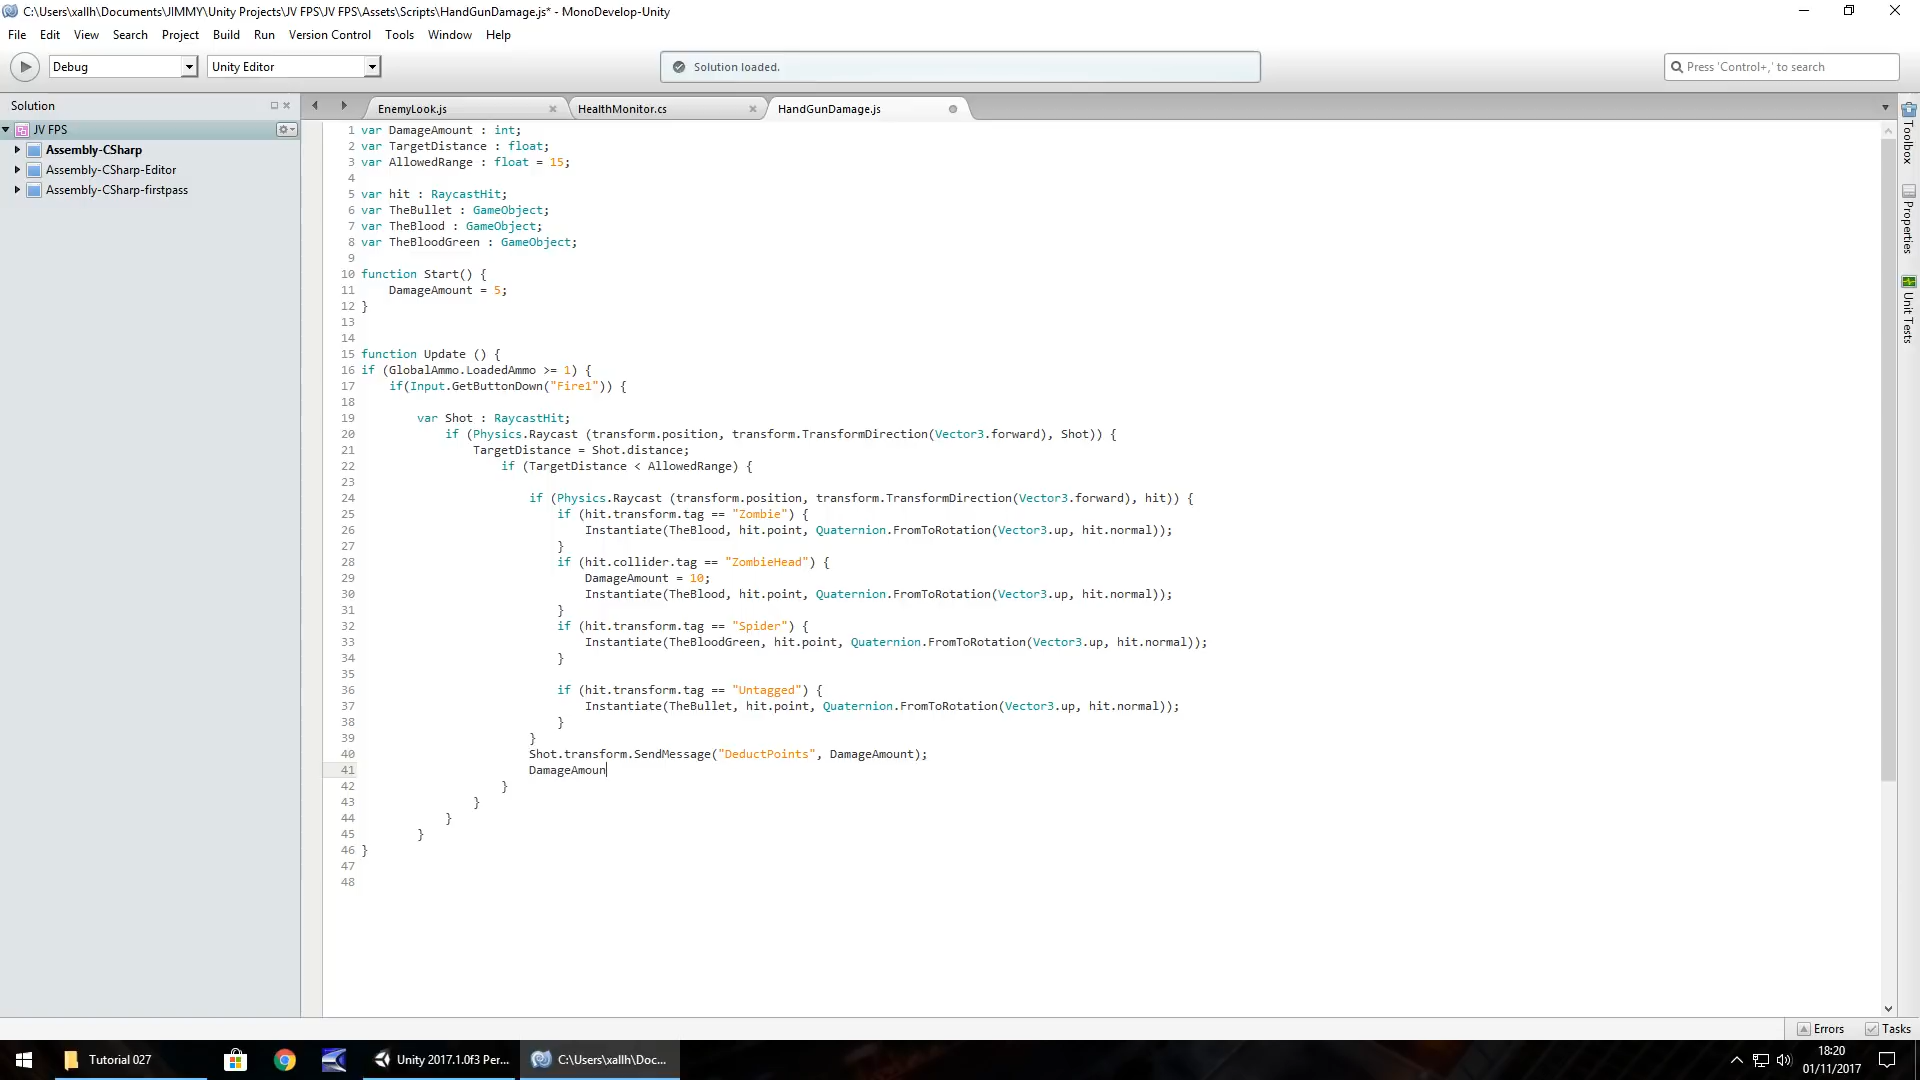 C:\Users\xallh\Documents\JIMMY\Unity Projects\JV FPS\JV FPS\Assets\Scripts\HandGunDamage.js* - MonoDevelop-Unity
File Edit View Search Project Build Run Version Control Tools Window Help
Debug Unity Editor Solution loaded. Press 'Control+,' to search
Solution EnemyLook.js HealthMonitor.cs HandGunDamage.js
JV FPS
Assembly-CSharp
Assembly-CSharp-Editor
Assembly-CSharp-firstpass
1 var DamageAmount : int;
2 var TargetDistance : float;
3 var AllowedRange : float = 15;
4
5 var hit : RaycastHit;
6 var TheBullet : GameObject;
7 var TheBlood : GameObject;
8 var TheBloodGreen : GameObject;
9
10 function Start() {
11 DamageAmount = 5;
12 }
13
14
15 function Update () {
16 if (GlobalAmmo.LoadedAmmo >= 1) {
17 if(Input.GetButtonDown("Fire1")) {
18
19 var Shot : RaycastHit;
20 if (Physics.Raycast (transform.position, transform.TransformDirection(Vector3.forward), Shot)) {
21 TargetDistance = Shot.distance;
22 if (TargetDistance < AllowedRange) {
23
24 if (Physics.Raycast (transform.position, transform.TransformDirection(Vector3.forward), hit)) {
25 if (hit.transform.tag == "Zombie") {
26 Instantiate(TheBlood, hit.point, Quaternion.FromToRotation(Vector3.up, hit.normal));
27 }
28 if (hit.collider.tag == "ZombieHead") {
29 DamageAmount = 10;
30 Instantiate(TheBlood, hit.point, Quaternion.FromToRotation(Vector3.up, hit.normal));
31 }
32 if (hit.transform.tag == "Spider") {
33 Instantiate(TheBloodGreen, hit.point, Quaternion.FromToRotation(Vector3.up, hit.normal));
34 }
35
36 if (hit.transform.tag == "Untagged") {
37 Instantiate(TheBullet, hit.point, Quaternion.FromToRotation(Vector3.up, hit.normal));
38 }
39 }
40 Shot.transform.SendMessage("DeductPoints", DamageAmount);
41 DamageAmoun
42 }
43 }
44 }
45 }
46 }
47
48
Toolbox
Properties
Unit Tests
Errors Tasks
Tutorial 027 Unity 2017.1.0f3 Per... C:\Users\xallh\Doc...
18:20
01/11/2017